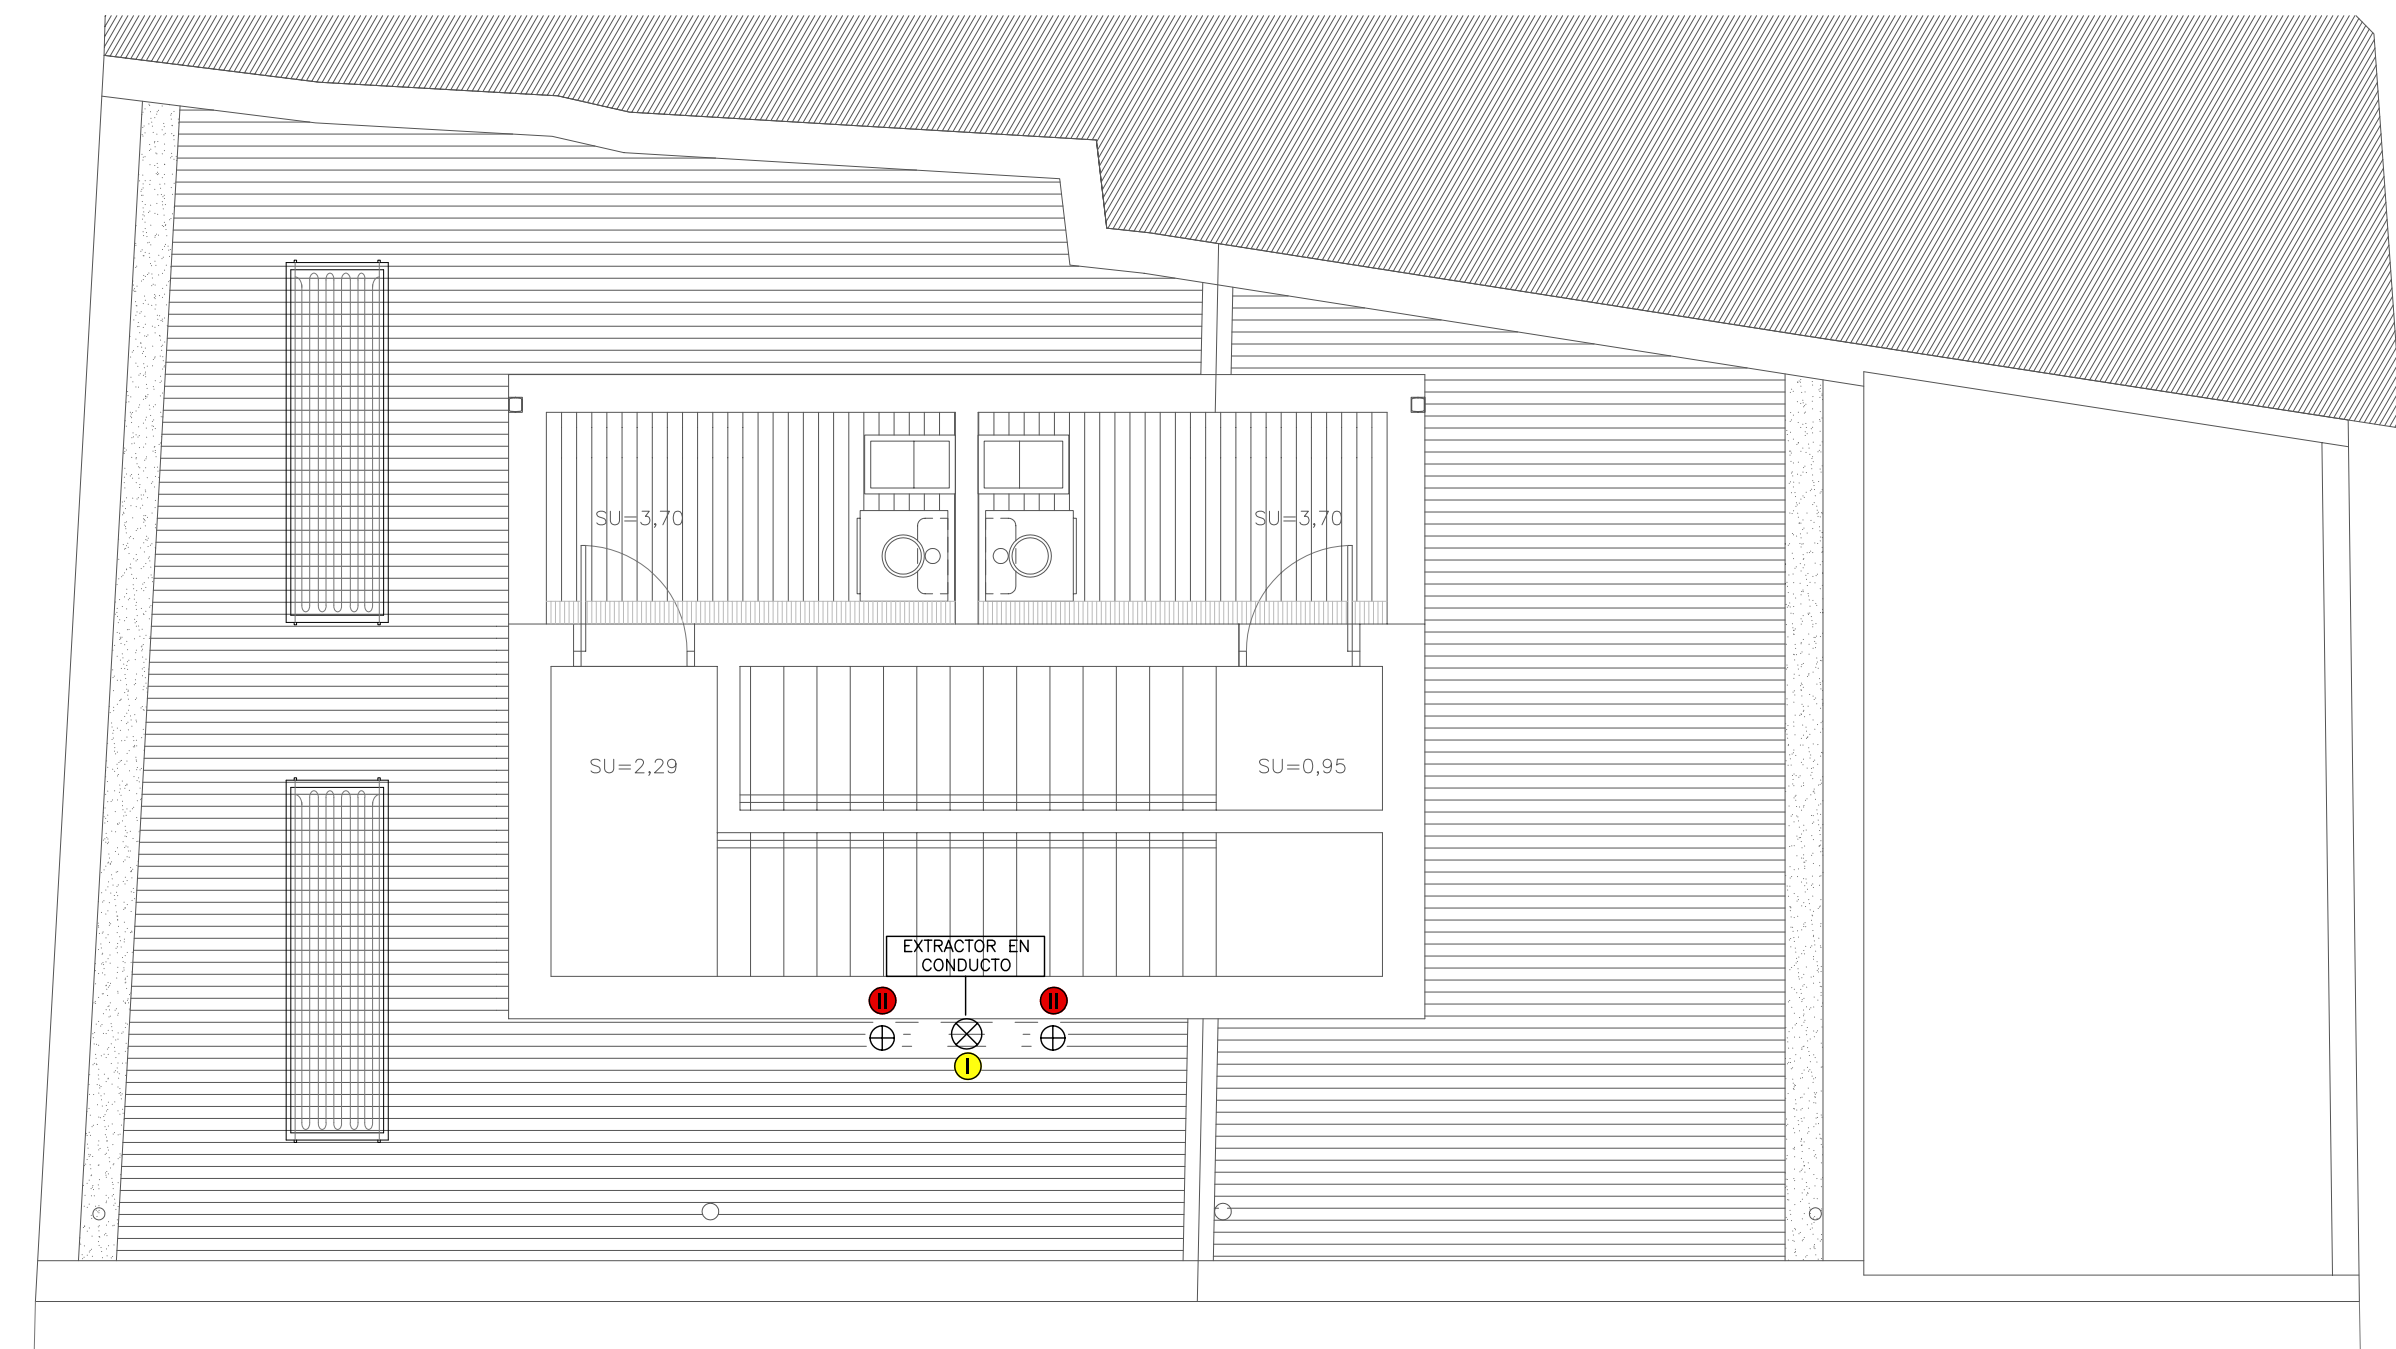 SU=3,70
SU=3,70
SU=2,29
SU=0,95
EXTRACTOR EN
CONDUCTO
II
II
I